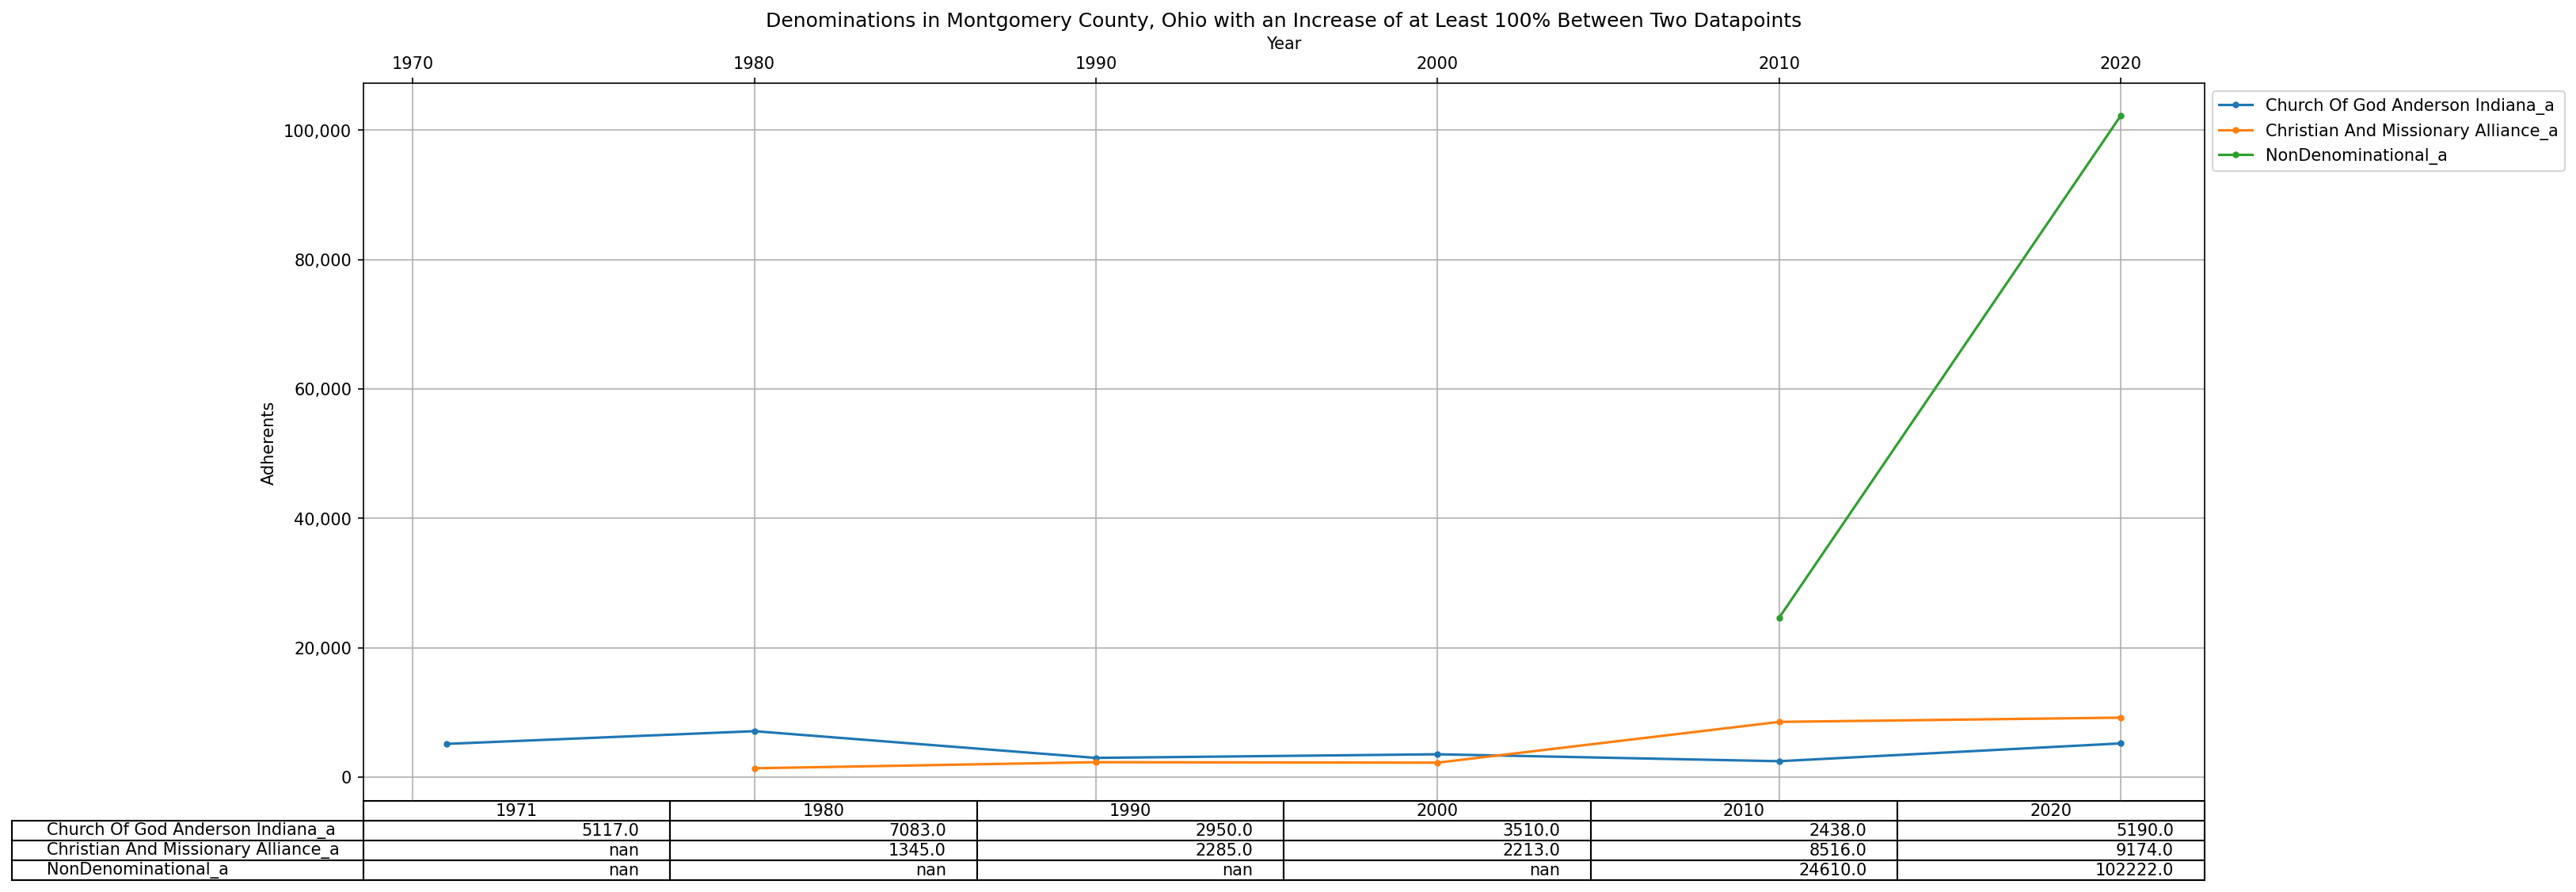 Denominations in Montgomery County, Ohio with an Increase of at Least 100% Between Two Datapoints
Year
1970 1980 1990 2000 2010 2020
Church Of God Anderson Indiana_a
Christian And Missionary Alliance_a
NonDenominational_a
100,000
80,000
60,000
40,000
20,000
0
Adherents
1971 1980 1990 2000 2010 2020
Church Of God Anderson Indiana_a 5117.0 7083.0 2950.0 3510.0 2438.0 5190.0
Christian And Missionary Alliance_a nan 1345.0 2285.0 2213.0 8516.0 9174.0
NonDenominational_a nan nan nan nan 24610.0 102222.0